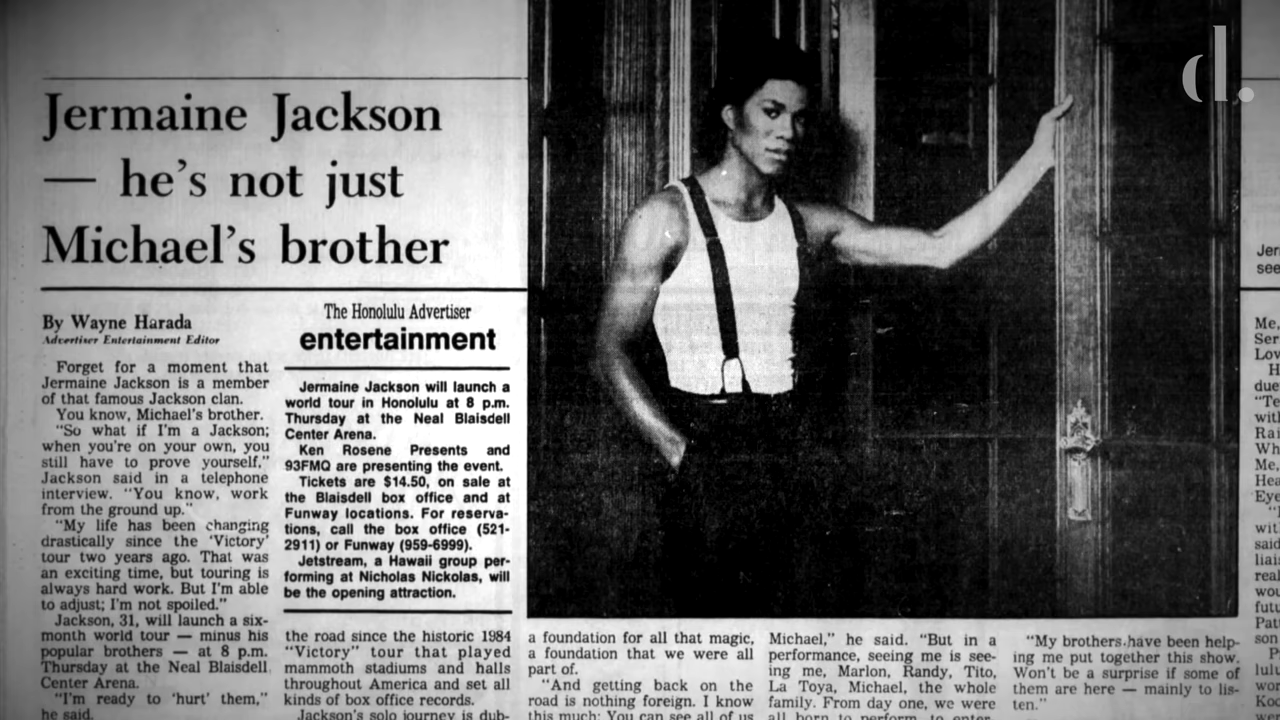 d.
Jermaine Jackson
— he's not just
Michael's brother
By Wayne Harada
Advertiser Entertainment Editor
Forget for a moment that
Jermaine Jackson is a member
of that famous Jackson clan.
You know, Michael's brother.
"So what if I'm a Jackson;
when you're on your own, you
still have to prove yourself,"
Jackson said in a telephone
interview. "You know, work
from the ground up."
"My life has been changing
drastically since the 'Victory'
tour two years ago. That was
an exciting time, but touring is
always hard work. But I'm able
to adjust; I'm not spoiled."
Jackson, 31, will launch a six-
month world tour — minus his
popular brothers — at 8 p.m.
Thursday at the Neal Blaisdell
Center Arena.
"I'm ready to 'hurt' them,"
he said.
The Honolulu Advertiser
entertainment
Jermaine Jackson will launch a
world tour in Honolulu at 8 p.m.
Thursday at the Neal Blaisdell
Center Arena.
Ken Rosene Presents and
93FMQ are presenting the event.
Tickets are $14.50, on sale at
the Blaisdell box office and at
Funway locations. For reserva-
tions, call the box office (521-
2911) or Funway (959-6999).
Jetstream, a Hawaii group per-
forming at Nicholas Nickolas, will
be the opening attraction.
the road since the historic 1984
"Victory" tour that played
mammoth stadiums and halls
throughout America and set all
kinds of box office records.
Jackson's solo journey is dub-
a foundation for all that magic,
a foundation that we were all
part of.
"And getting back on the
road is nothing foreign. I know
this much: You can see all of us
Michael," he said. "But in a
performance, seeing me is see-
ing me, Marlon, Randy, Tito,
La Toya, Michael, the whole
family. From day one, we were
all born to perform, to enter-
"My brothers have been help-
ing me put together this show.
Won't be a surprise if some of
them are here — mainly to lis-
ten."
Me,